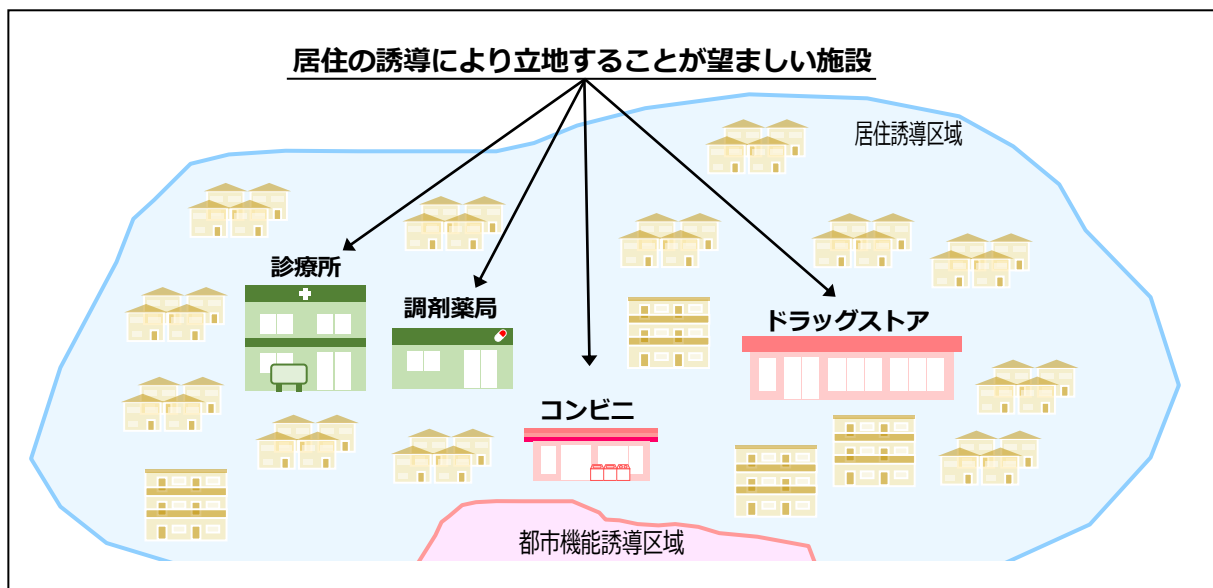 居住の誘導により立地することが望ましい施設
居住誘導区域
診療所
調剤薬局
ドラッグストア
コンビニ
都市機能誘導区域